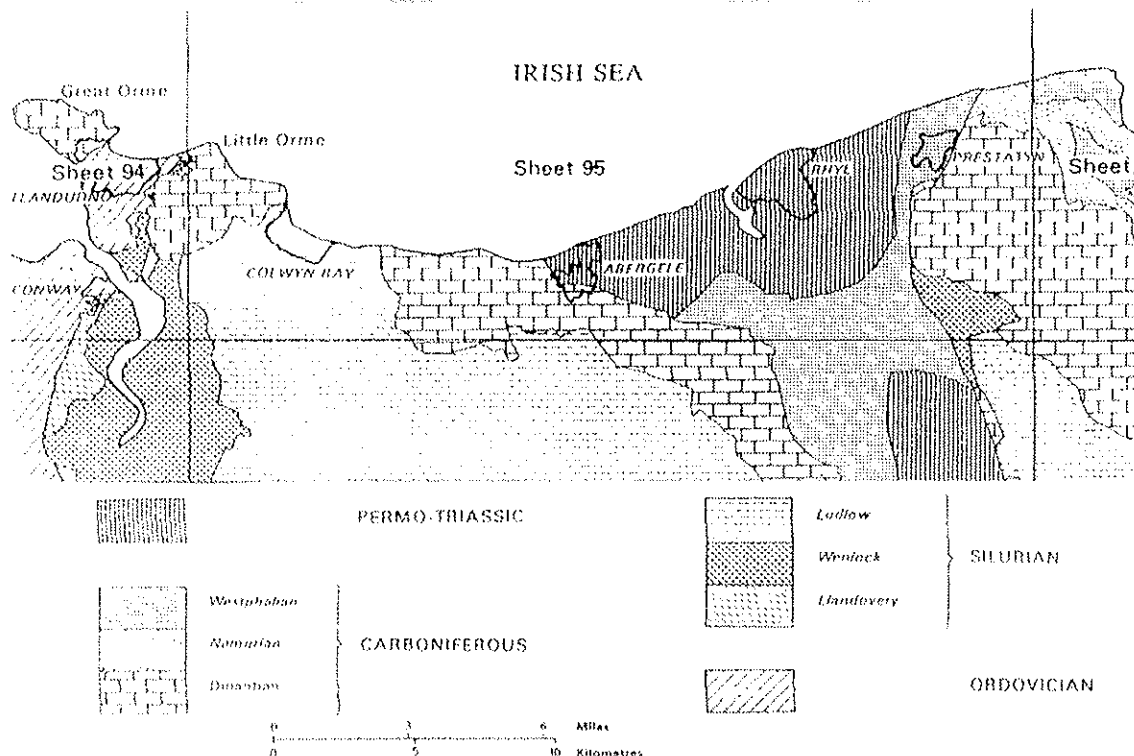 IRISH SEA
Great Orme
Little Orme
Sheet 94
Sheet 95
Sheet
LLANDUDNO
PRESTATYN
RHYL
COLWYN BAY
ABERGELE
CONWAY
PERMO-TRIASSIC
Westphalian
Namurian
Dinantian
CARBONIFEROUS
Ludlow
Wenlock
Llandovery
SILURIAN
ORDOVICIAN
0 3 6 Miles
0 5 10 Kilometres